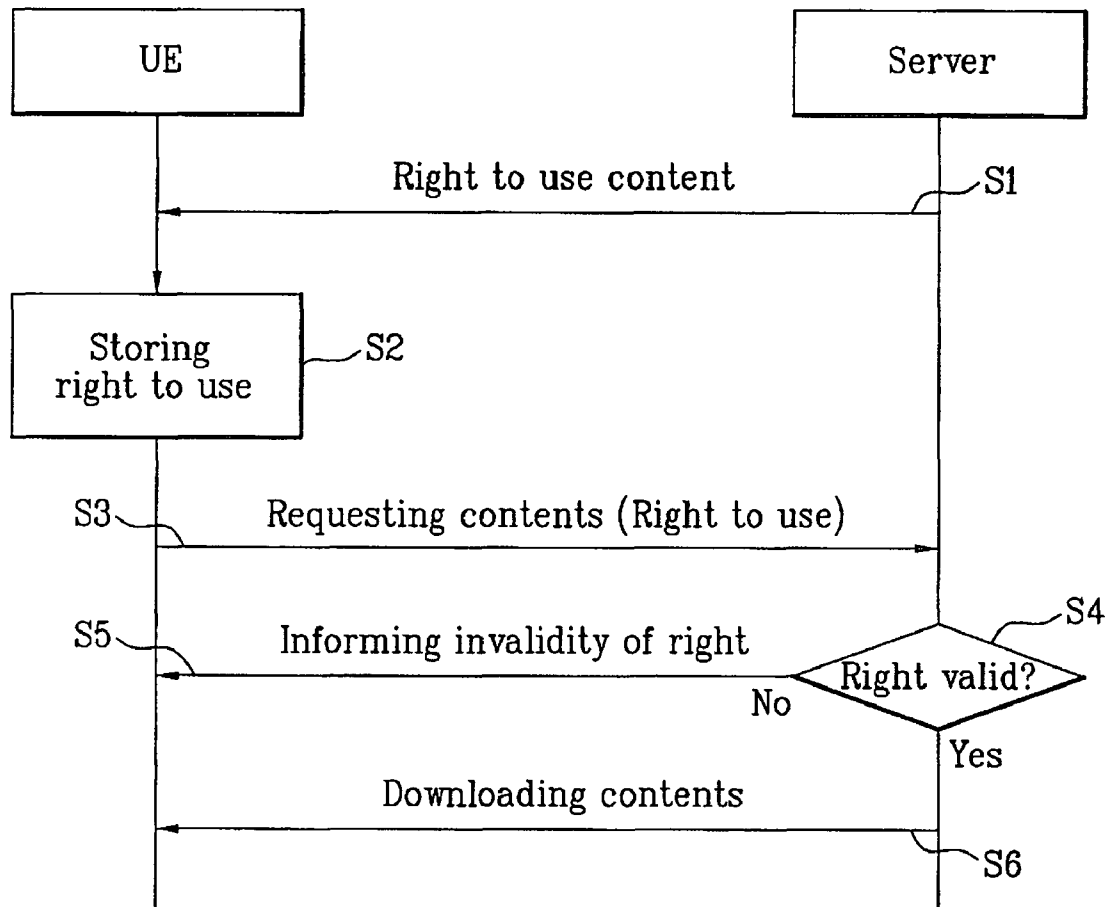 UE
Server
Right to use content
S1
Storing
right to use
S2
S3
Requesting contents (Right to use)
S4
S5
Informing invalidity of right
Right valid?
No
Yes
Downloading contents
S6